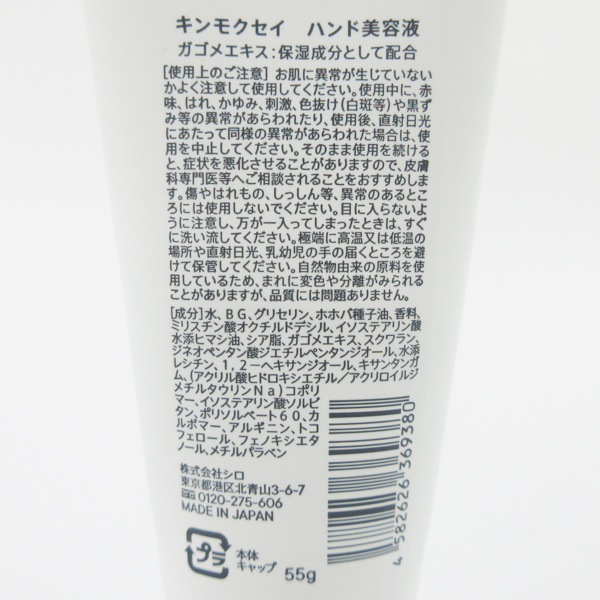 キンモクセイ　ハンド美容液
ガゴメエキス：保湿成分として配合
[使用上のご注意] お肌に異常が生じていない
かよく注意して使用してください。使用中に、赤
味、はれ、かゆみ、刺激、色抜け(白斑等)や黒ず
み等の異常があらわれたり、使用後、直射日光
にあたって同様の異常があらわれた場合は、使
用を中止してください。そのまま使用を続ける
と、症状を悪化させることがありますので、皮膚
科専門医等へご相談されることをおすすめしま
す。傷やはれもの、しっしん等、異常のあるとこ
ろには使用しないでください。目に入らないよ
うに注意し、万が一入ってしまったときは、すぐ
に洗い流してください。極端に高温又は低温の
場所や直射日光、乳幼児の手の届くところを避
けて保管してください。自然物由来の原料を使
用しているため、まれに変色や分離がみられる
ことがありますが、品質には問題ありません。
[成分]水、BG、グリセリン、ホホバ種子油、香料、
ミリスチン酸オクチルドデシル、イソステアリン酸
水添ヒマシ油、シア脂、ガゴメエキス、スクワラン、
ジネオペンタン酸ジエチルペンタンジオール、水添
レシチン、1,2－ヘキサンジオール、キサンタンガ
ム、(アクリル酸ヒドロキシエチル／アクリロイルジ
メチルタウリンNa)コポリ
マー、イソステアリン酸ソルビ
タン、ポリソルベート60、カ
ルボマー、アルギニン、トコ
フェロール、フェノキシエタ
ノール、メチルパラベン
株式会社シロ
東京都港区北青山3-6-7
0120-275-606
MADE IN JAPAN
プラ
本体
キャップ
55g
4 582626 369380